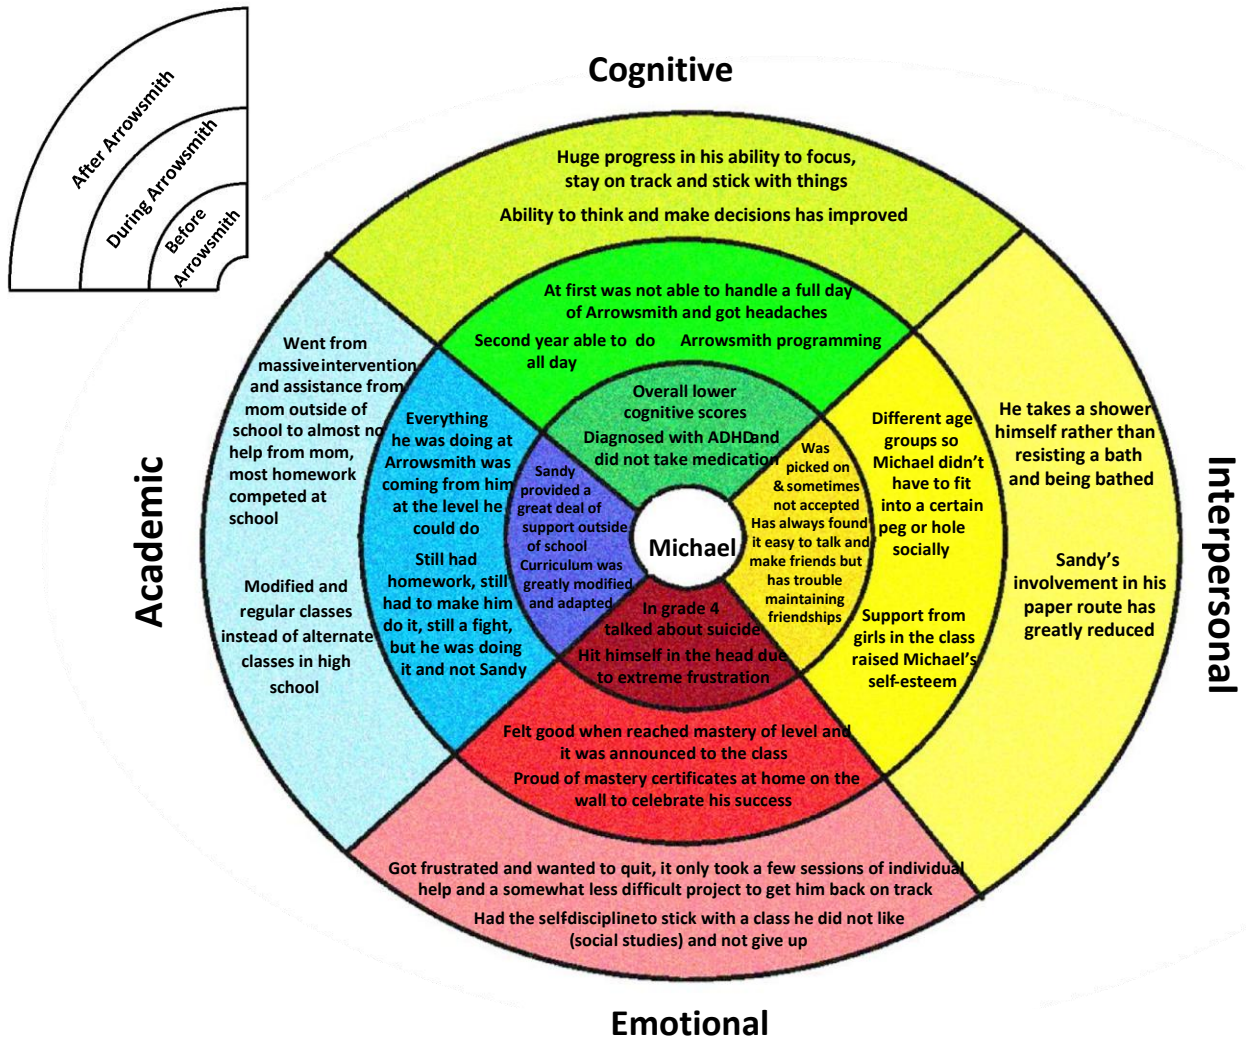 After Arrowsmith
During Arrowsmith
Before
Arrowsmith
Cognitive
Huge progress in his ability to focus,
stay on track and stick with things
Ability to think and make decisions has improved
At first was not able to handle a full day
of Arrowsmith and got headaches
Second year able to do Arrowsmith programming
all day
Overall lower
cognitive scores
Diagnosed with ADHD and
did not take medication
Academic
Went from
massive intervention
and assistance from
mom outside of
school to almost no
help from mom,
most homework
competed at
school
Modified and
regular classes
instead of alternate
classes in high
school
Everything
he was doing at
Arrowsmith was
coming from him
at the level he
could do
Still had
homework, still
had to make him
do it, still a fight,
but he was doing
it and not Sandy
Sandy
provided a
great deal of
support outside
of school
Curriculum was
greatly modified
and adapted
Michael
Was
picked on
& sometimes
not accepted
Has always found
it easy to talk and
make friends but
has trouble
maintaining
friendships
Different age
groups so
Michael didn't
have to fit
into a certain
peg or hole
socially
Support from
girls in the class
raised Michael's
self-esteem
He takes a shower
himself rather than
resisting a bath
and being bathed
Sandy's
involvement in his
paper route has
greatly reduced
Interpersonal
In grade 4
talked about suicide
Hit himself in the head due
to extreme frustration
Felt good when reached mastery of level and
it was announced to the class
Proud of mastery certificates at home on the
wall to celebrate his success
Got frustrated and wanted to quit, it only took a few sessions of individual
help and a somewhat less difficult project to get him back on track
Had the self-discipline to stick with a class he did not like
(social studies) and not give up
Emotional